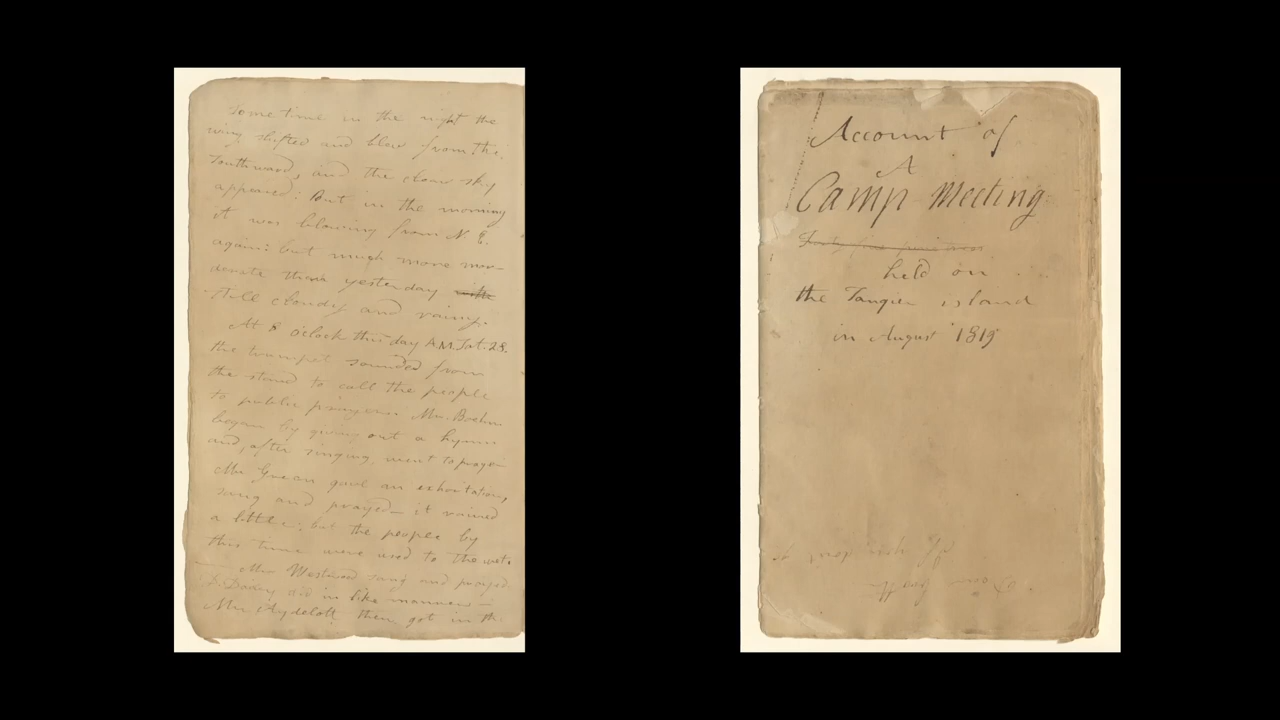 some time in the night the
wing shifted and blew from the
Southward, and the clear sky
appeared: But in the morning
it was blowing from N. E.
again: but much more mo-
derate than yesterday
still cloudy and rainy.
At 8 oclock this day A.M. Sat. 28.
the trumpet sounded from
the stand to call the people
to public prayers. Mr. Boehm
began by giving out a hymn
and, after singing, went to prayer
Mr. Green gave an exhortation,
sung and prayed— it rained
a little; but the people by
this time were used to the wet.
Mr Westwood sung and prayed
D. Dairey did in like manner—
Mr. Aydelott then got in the
Account of
A
Camp Meeting
held on
the Tangier island
in August 1819